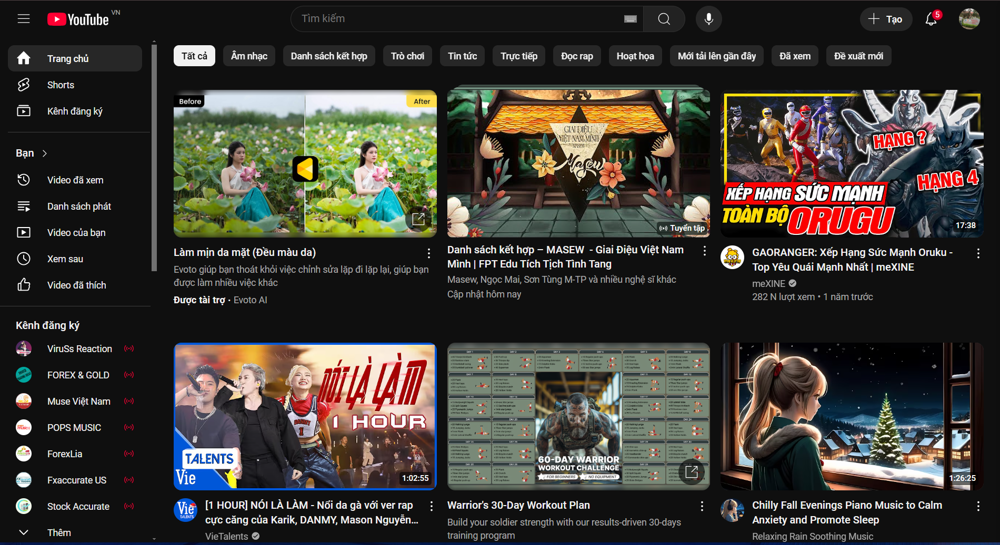 YouTube VN
Tìm kiếm
Tạo
5
Trang chủ
Shorts
Kênh đăng ký
Bạn
Video đã xem
Danh sách phát
Video của bạn
Xem sau
Video đã thích
Kênh đăng ký
ViruSs Reaction
FOREX & GOLD
Muse Việt Nam
POPS MUSIC
ForexLia
Fxaccurate US
Stock Accurate
Thêm
Tất cả
Âm nhạc
Danh sách kết hợp
Trò chơi
Tin tức
Trực tiếp
Đọc rap
Hoạt họa
Mới tải lên gần đây
Đã xem
Đề xuất mới
Before
After
Làm mịn da mặt (Đều màu da)
Evoto giúp bạn thoát khỏi việc chỉnh sửa lặp đi lặp lại, giúp bạn
được làm nhiều việc khác
Được tài trợ · Evoto AI
GIAI ĐIỆU
VIỆT NAM MÌNH
MASEW
Masew
Tuyển tập
Danh sách kết hợp – MASEW - Giai Điệu Việt Nam
Mình | FPT Edu Tích Tịch Tình Tang
Masew, Ngọc Mai, Sơn Tùng M-TP và nhiều nghệ sĩ khác
Cập nhật hôm nay
HẠNG ?
HẠNG 4
XẾP HẠNG SỨC MẠNH
TOÀN BỘ ORUGU
17:38
meXINE
GAORANGER: Xếp Hạng Sức Mạnh Oruku -
Top Yêu Quái Mạnh Nhất | meXINE
meXINE
282 N lượt xem • 1 năm trước
NÓI LÀ LÀM
1 HOUR
DANMY
1
TALENTS
Vie
1:02:55
Vie
TALENTS
[1 HOUR] NÓI LÀ LÀM - Nổi da gà với ver rap
cực căng của Karik, DANMY, Mason Nguyễn...
VieTalents
60-DAY WARRIOR
WORKOUT CHALLENGE
FOR BEGINNERS
NO EQUIPMENT
Warrior's 30-Day Workout Plan
Build your soldier strength with our results-driven 30-days
training program
1:26:25
Chilly Fall Evenings Piano Music to Calm
Anxiety and Promote Sleep
Relaxing Rain Soothing Music